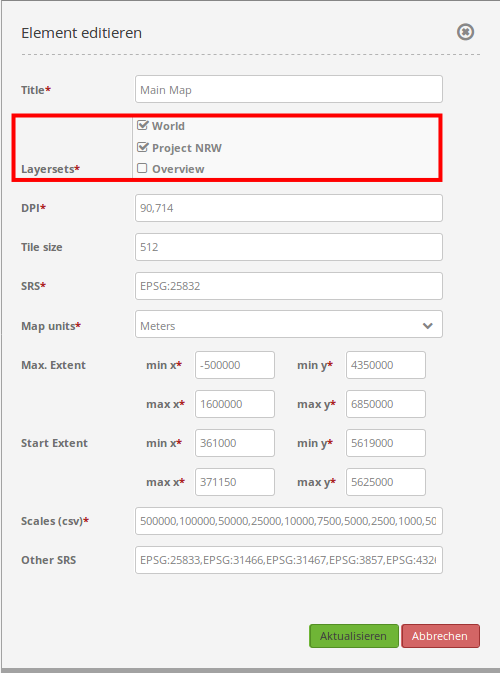 Element editieren
Title* Main Map
World
Project NRW
Layersets* Overview
DPI* 90,714
Tile size 512
SRS* EPSG:25832
Map units* Meters
Max. Extent min x* -500000 min y* 4350000
max x* 1600000 max y* 6850000
Start Extent min x* 361000 min y* 5619000
max x* 371150 max y* 5625000
Scales (csv)* 500000,100000,50000,25000,10000,7500,5000,2500,1000,50
Other SRS EPSG:25833,EPSG:31466,EPSG:31467,EPSG:3857,EPSG:432
Aktualisieren Abbrechen